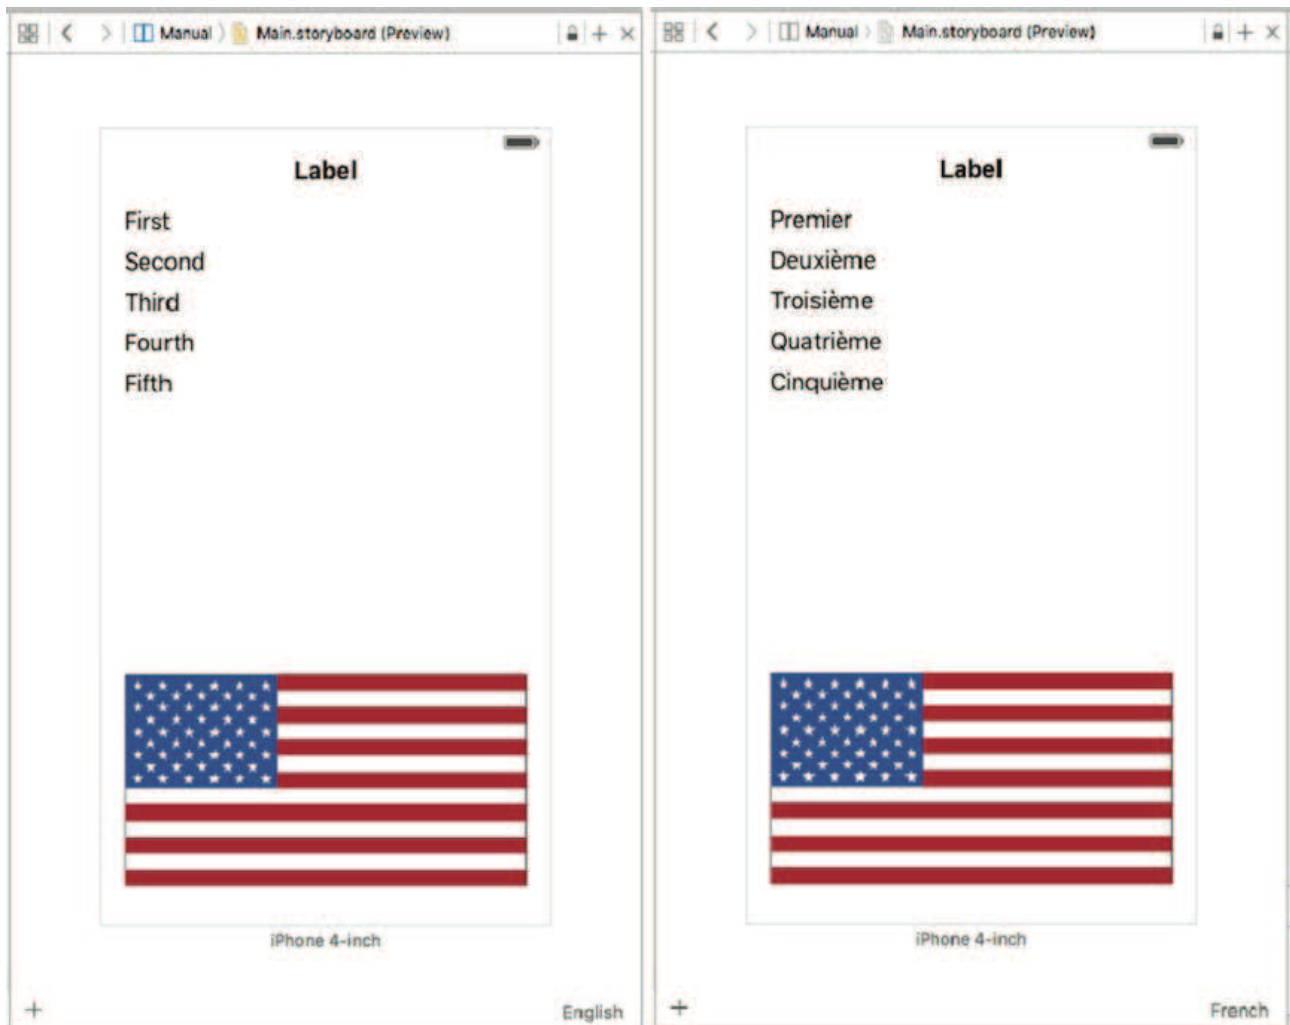 Manual
Main.storyboard (Preview)
Label
First
Second
Third
Fourth
Fifth
iPhone 4-inch
English
Manual
Main.storyboard (Preview)
Label
Premier
Deuxième
Troisième
Quatrième
Cinquième
iPhone 4-inch
French